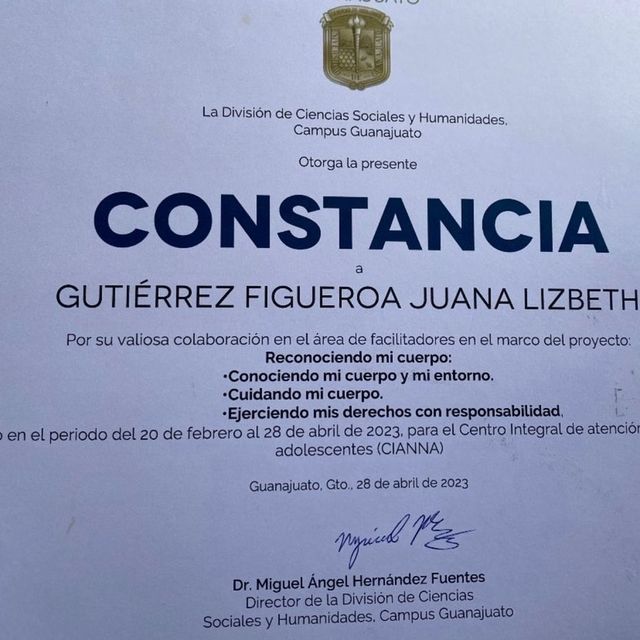 La División de Ciencias Sociales y Humanidades,
Campus Guanajuato
Otorga la presente
CONSTANCIA
a
GUTIÉRREZ FIGUEROA JUANA LIZBETH
Por su valiosa colaboración en el área de facilitadores en el marco del proyecto:
Reconociendo mi cuerpo:
•Conociendo mi cuerpo y mi entorno.
•Cuidando mi cuerpo.
•Ejerciendo mis derechos con responsabilidad,
o en el periodo del 20 de febrero al 28 de abril de 2023, para el Centro Integral de atención
adolescentes (CIANNA)
Guanajuato, Gto., 28 de abril de 2023
Dr. Miguel Ángel Hernández Fuentes
Director de la División de Ciencias
Sociales y Humanidades, Campus Guanajuato